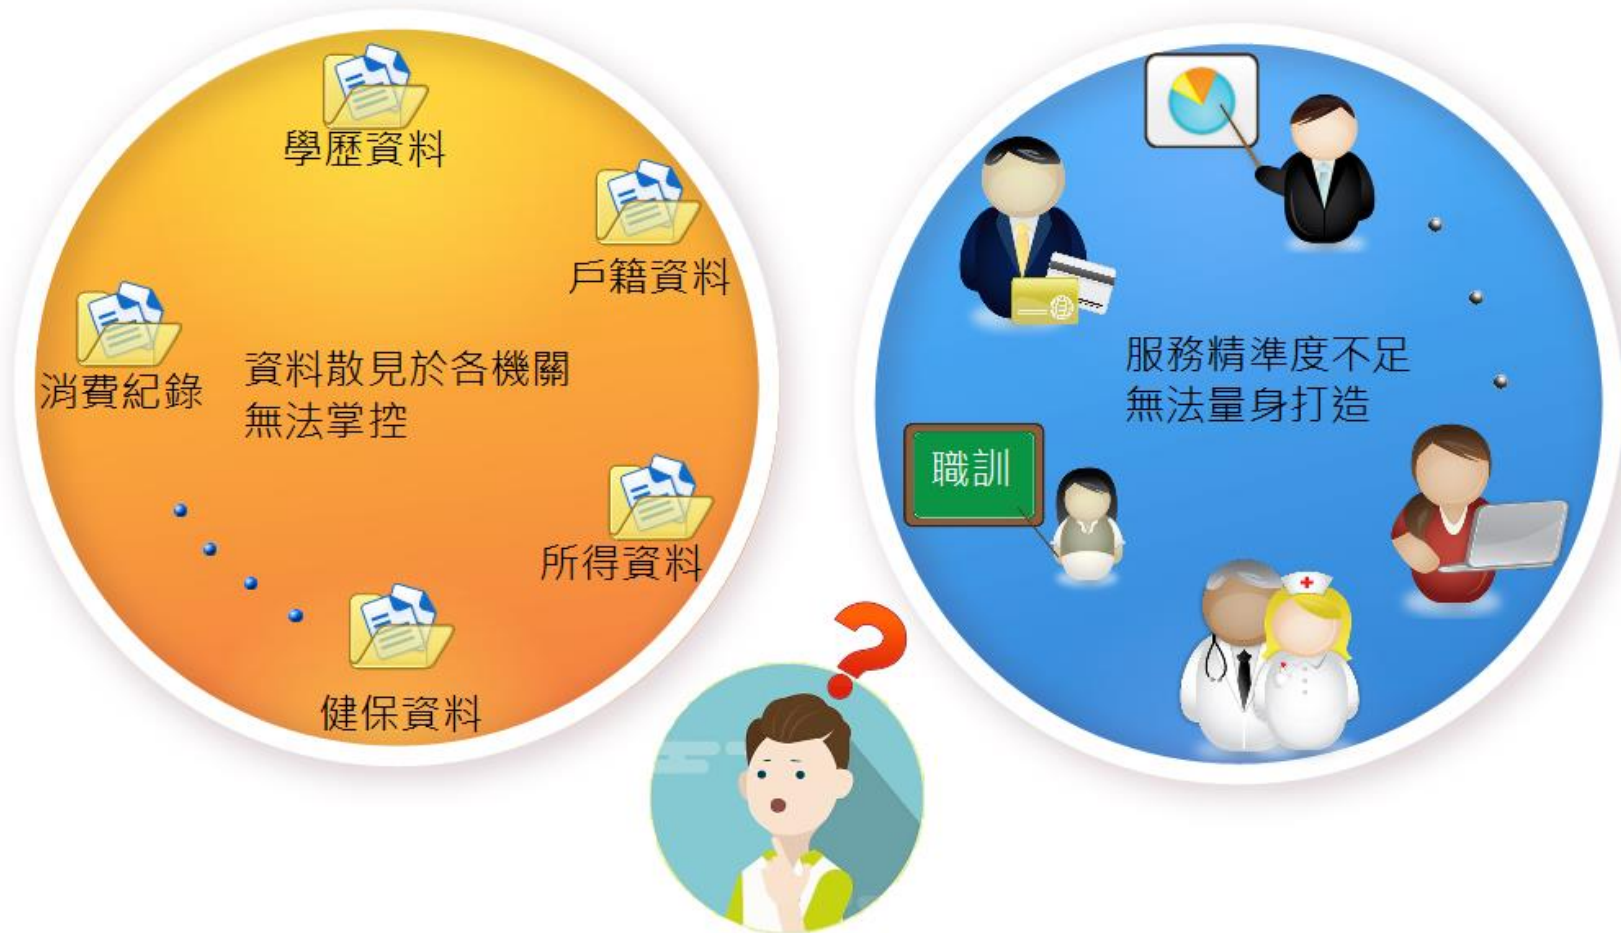 學歷資料
戶籍資料
消費紀錄
資料散見於各機關
無法掌控
所得資料
健保資料
服務精準度不足
無法量身打造
職訓